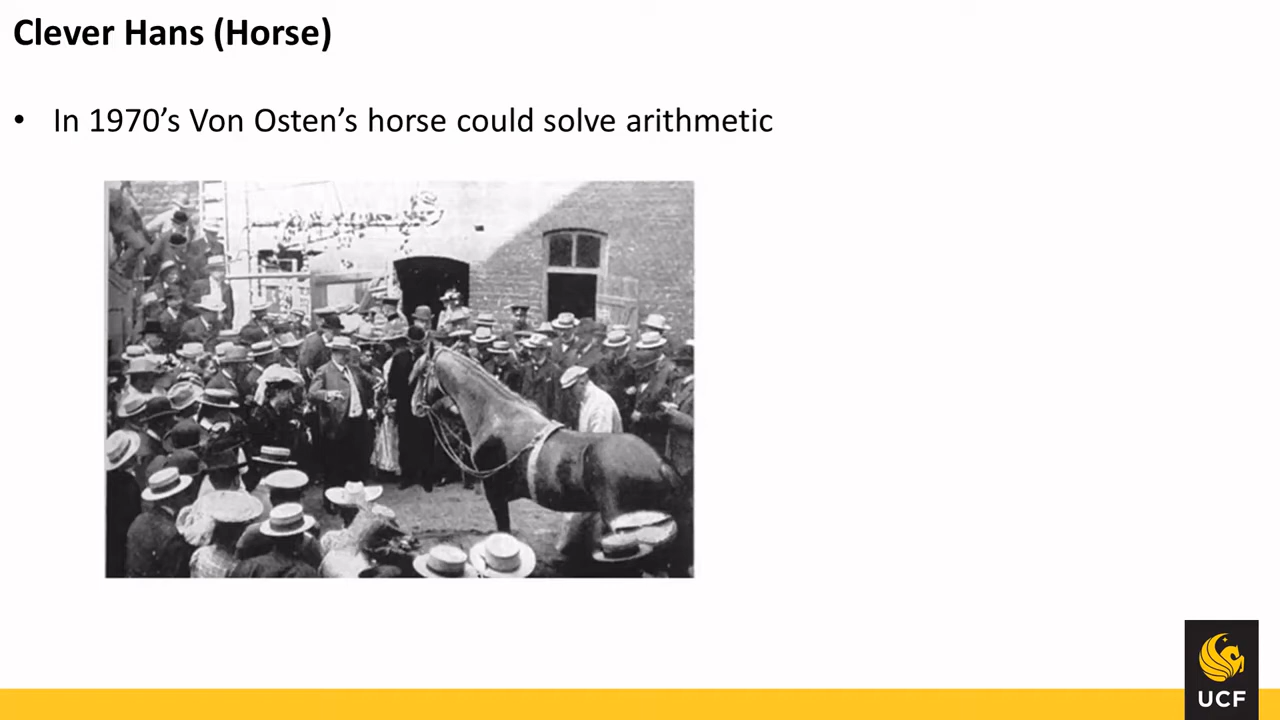 Clever Hans (Horse)
• In 1970’s Von Osten’s horse could solve arithmetic
UCF